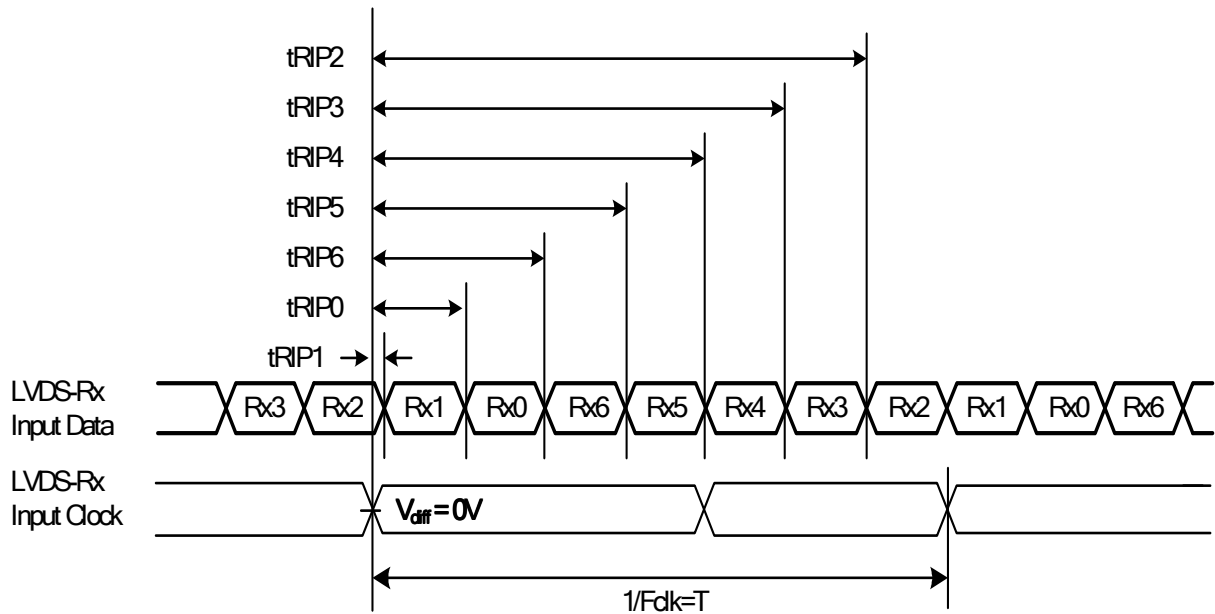 tRIP2
tRIP3
tRIP4
tRIP5
tRIP6
tRIP0
tRIP1
LVDS-Rx
Input Data
Rx3 Rx2 Rx1 Rx0 Rx6 Rx5 Rx4 Rx3 Rx2 Rx1 Rx0 Rx6
LVDS-Rx
Input Clock
Vdiff = 0V
1/Fclk=T